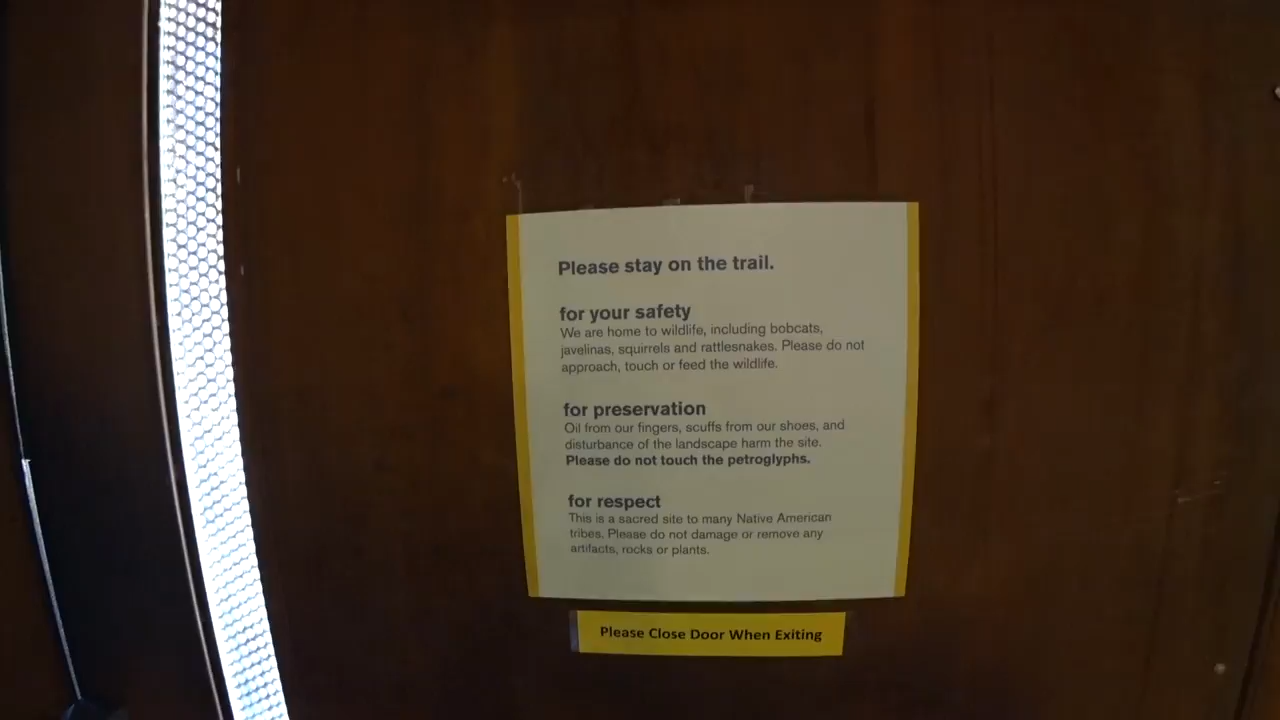 Please stay on the trail.
for your safety
We are home to wildlife, including bobcats,
javelinas, squirrels and rattlesnakes. Please do not
approach, touch or feed the wildlife.
for preservation
Oil from our fingers, scuffs from our shoes, and
disturbance of the landscape harm the site.
Please do not touch the petroglyphs.
for respect
This is a sacred site to many Native American
tribes. Please do not damage or remove any
artifacts, rocks or plants.
Please Close Door When Exiting